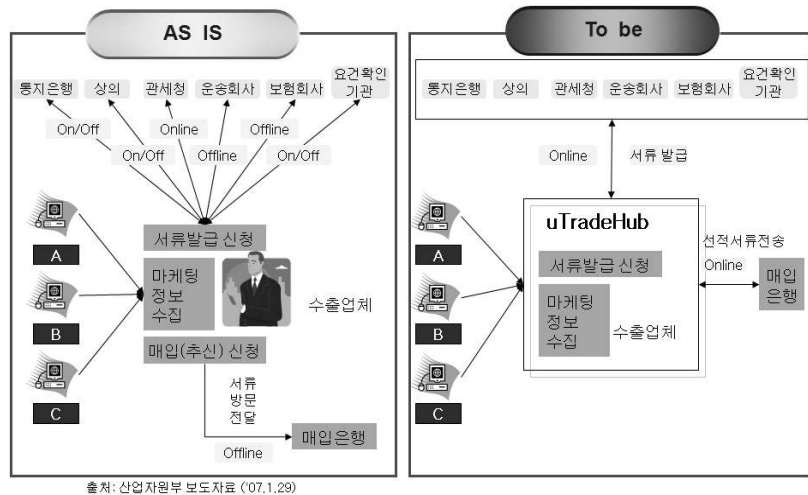 AS IS
통지은행 상의 관세청 운송회사 보험회사 요건확인
기관
On/Off Online Offline
On/Off Offline On/Off
A
B
C
서류발급 신청
마케팅
정보
수집
수출업체
매입(추신) 신청
서류
방문
전달
Offline
매입은행
To be
통지은행 상의 관세청 운송회사 보험회사 요건확인
기관
Online 서류 발급
A
B
C
uTradeHub
서류발급 신청
마케팅
정보
수집
수출업체
선적서류전송
Online
매입
은행
출처: 산업자원부 보도자료 ('07.1.29)